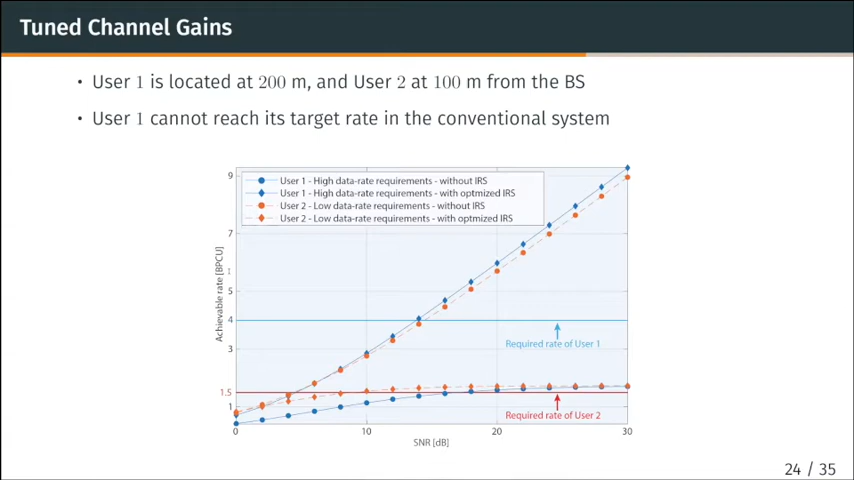 Tuned Channel Gains
• User 1 is located at 200 m, and User 2 at 100 m from the BS
• User 1 cannot reach its target rate in the conventional system
User 1 - High data-rate requirements - without IRS
User 1 - High data-rate requirements - with optmized IRS
User 2 - Low data-rate requirements - without IRS
User 2 - Low data-rate requirements - with optmized IRS
9
7
5
4
3
1.5
1
Achievable rate [BPCU]
Required rate of User 1
Required rate of User 2
0 10 20 30
SNR [dB]
24 / 35